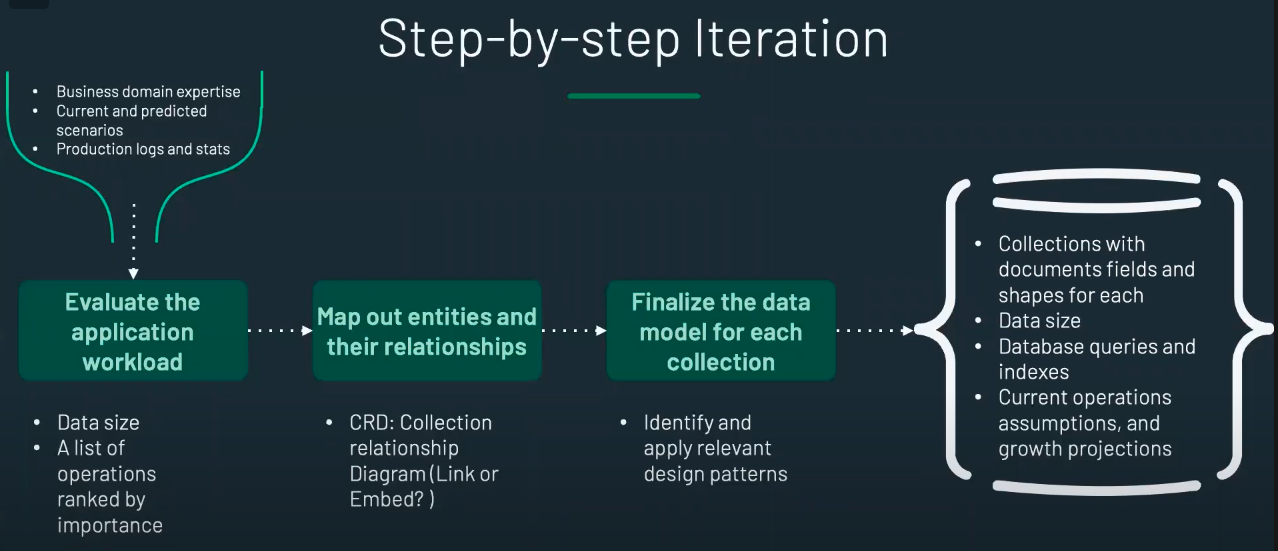 Step-by-step Iteration
• Business domain expertise
• Current and predicted
scenarios
• Production logs and stats
Evaluate the
application
workload
• Data size
• A list of
operations
ranked by
importance
Map out entities and
their relationships
• CRD: Collection
relationship
Diagram (Link or
Embed? )
Finalize the data
model for each
collection
• Identify and
apply relevant
design patterns
• Collections with
documents fields and
shapes for each
• Data size
• Database queries and
indexes
• Current operations
assumptions, and
growth projections